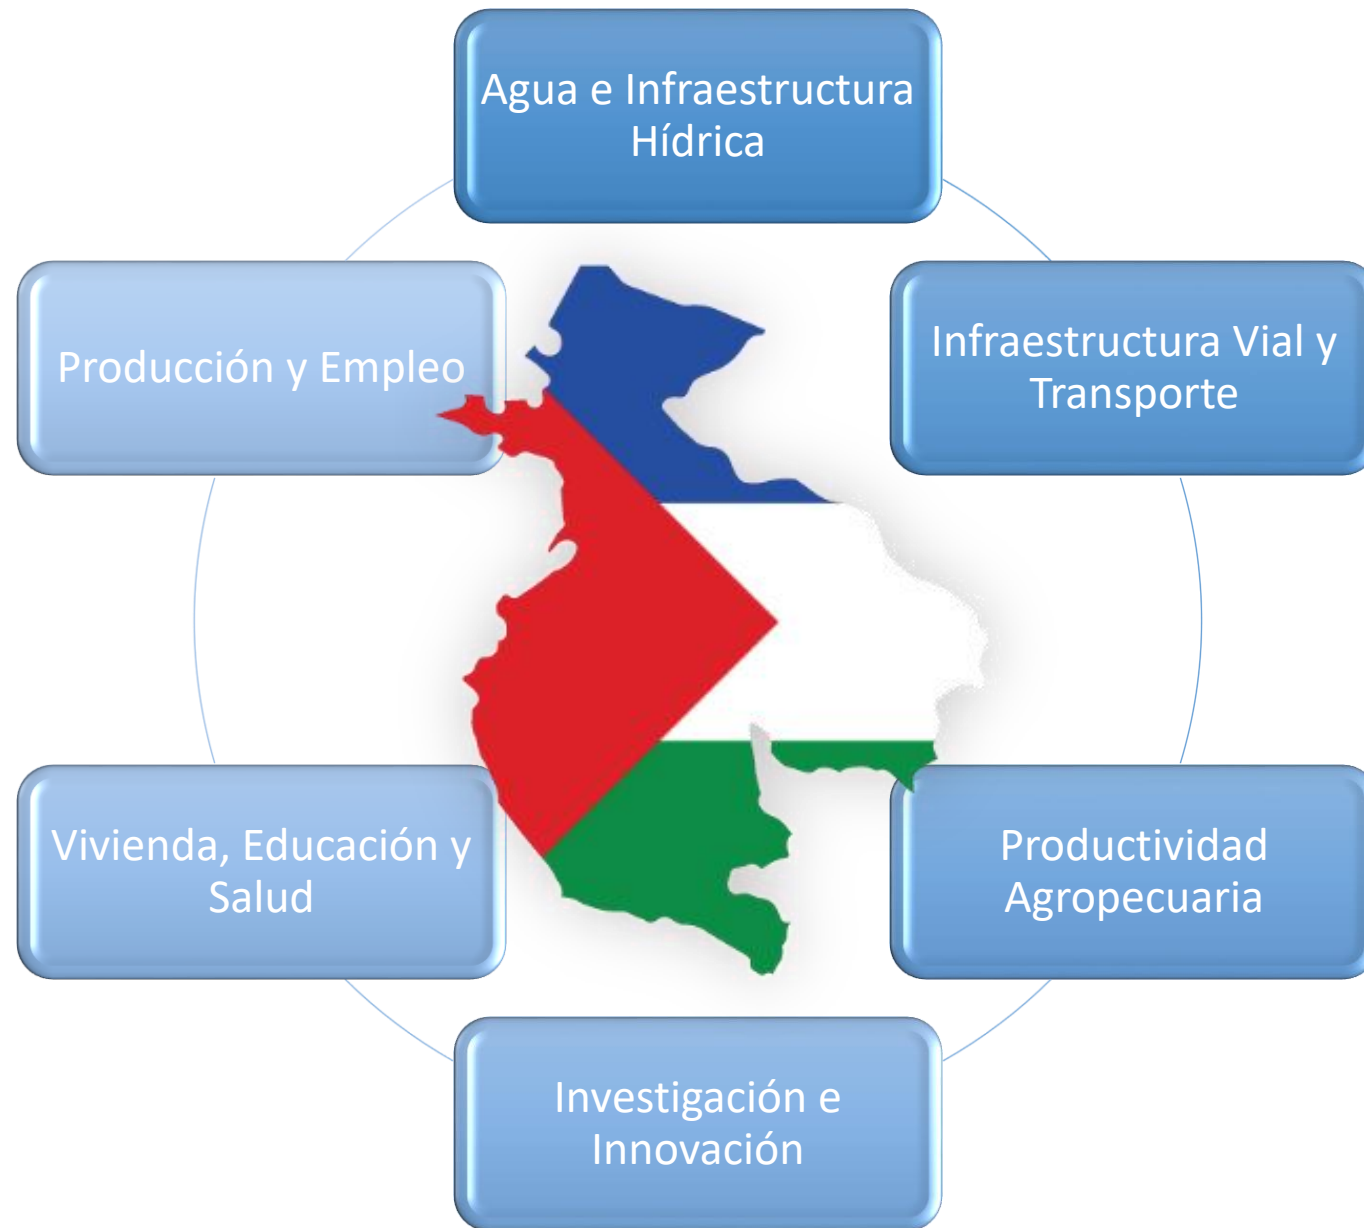 Agua e Infraestructura
Hídrica
Infraestructura Vial y
Transporte
Productividad
Agropecuaria
Investigación e
Innovación
Vivienda, Educación y
Salud
Producción y Empleo